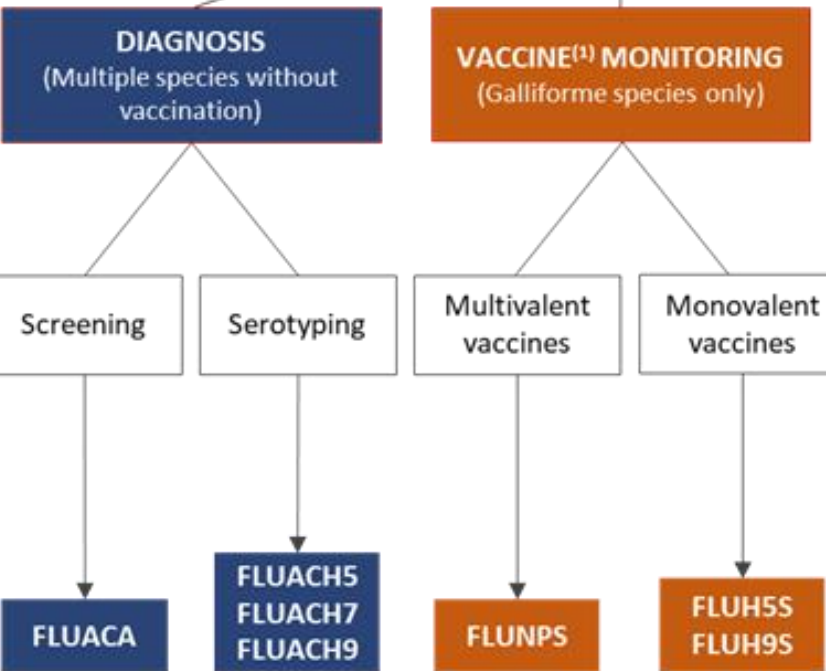 DIAGNOSIS
(Multiple species without
vaccination)
VACCINE(1) MONITORING
(Galliforme species only)
Screening
Serotyping
Multivalent
vaccines
Monovalent
vaccines
FLUACA
FLUACH5
FLUACH7
FLUACH9
FLUNPS
FLUH5S
FLUH9S